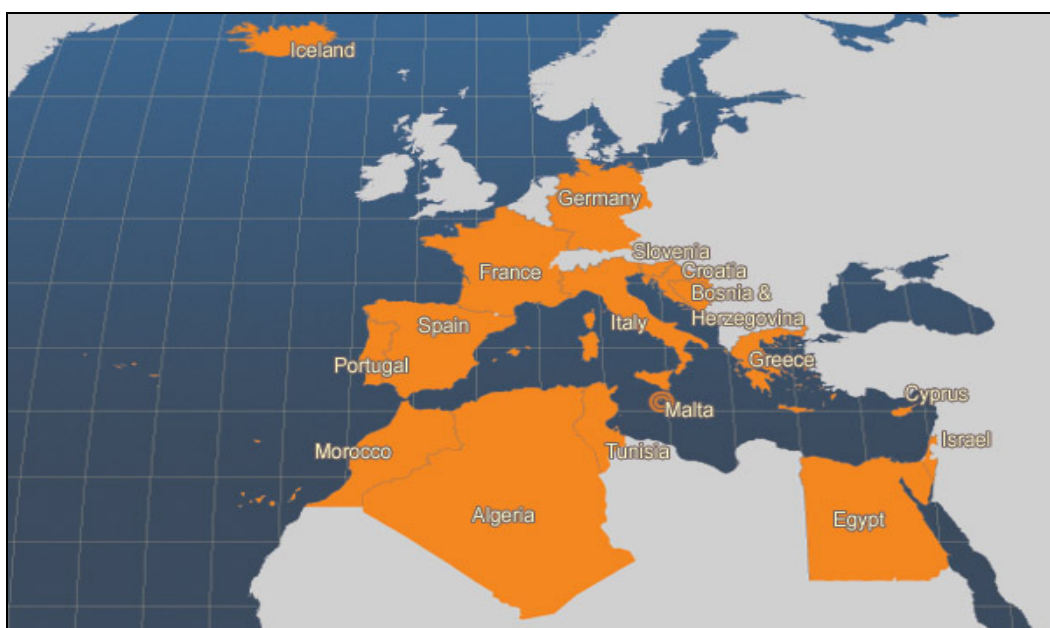 Iceland
Germany
Slovenia
France
Croatia
Bosnia &
Herzegovina
Spain
Italy
Portugal
Greece
Cyprus
Malta
Israel
Morocco
Tunisia
Algeria
Egypt